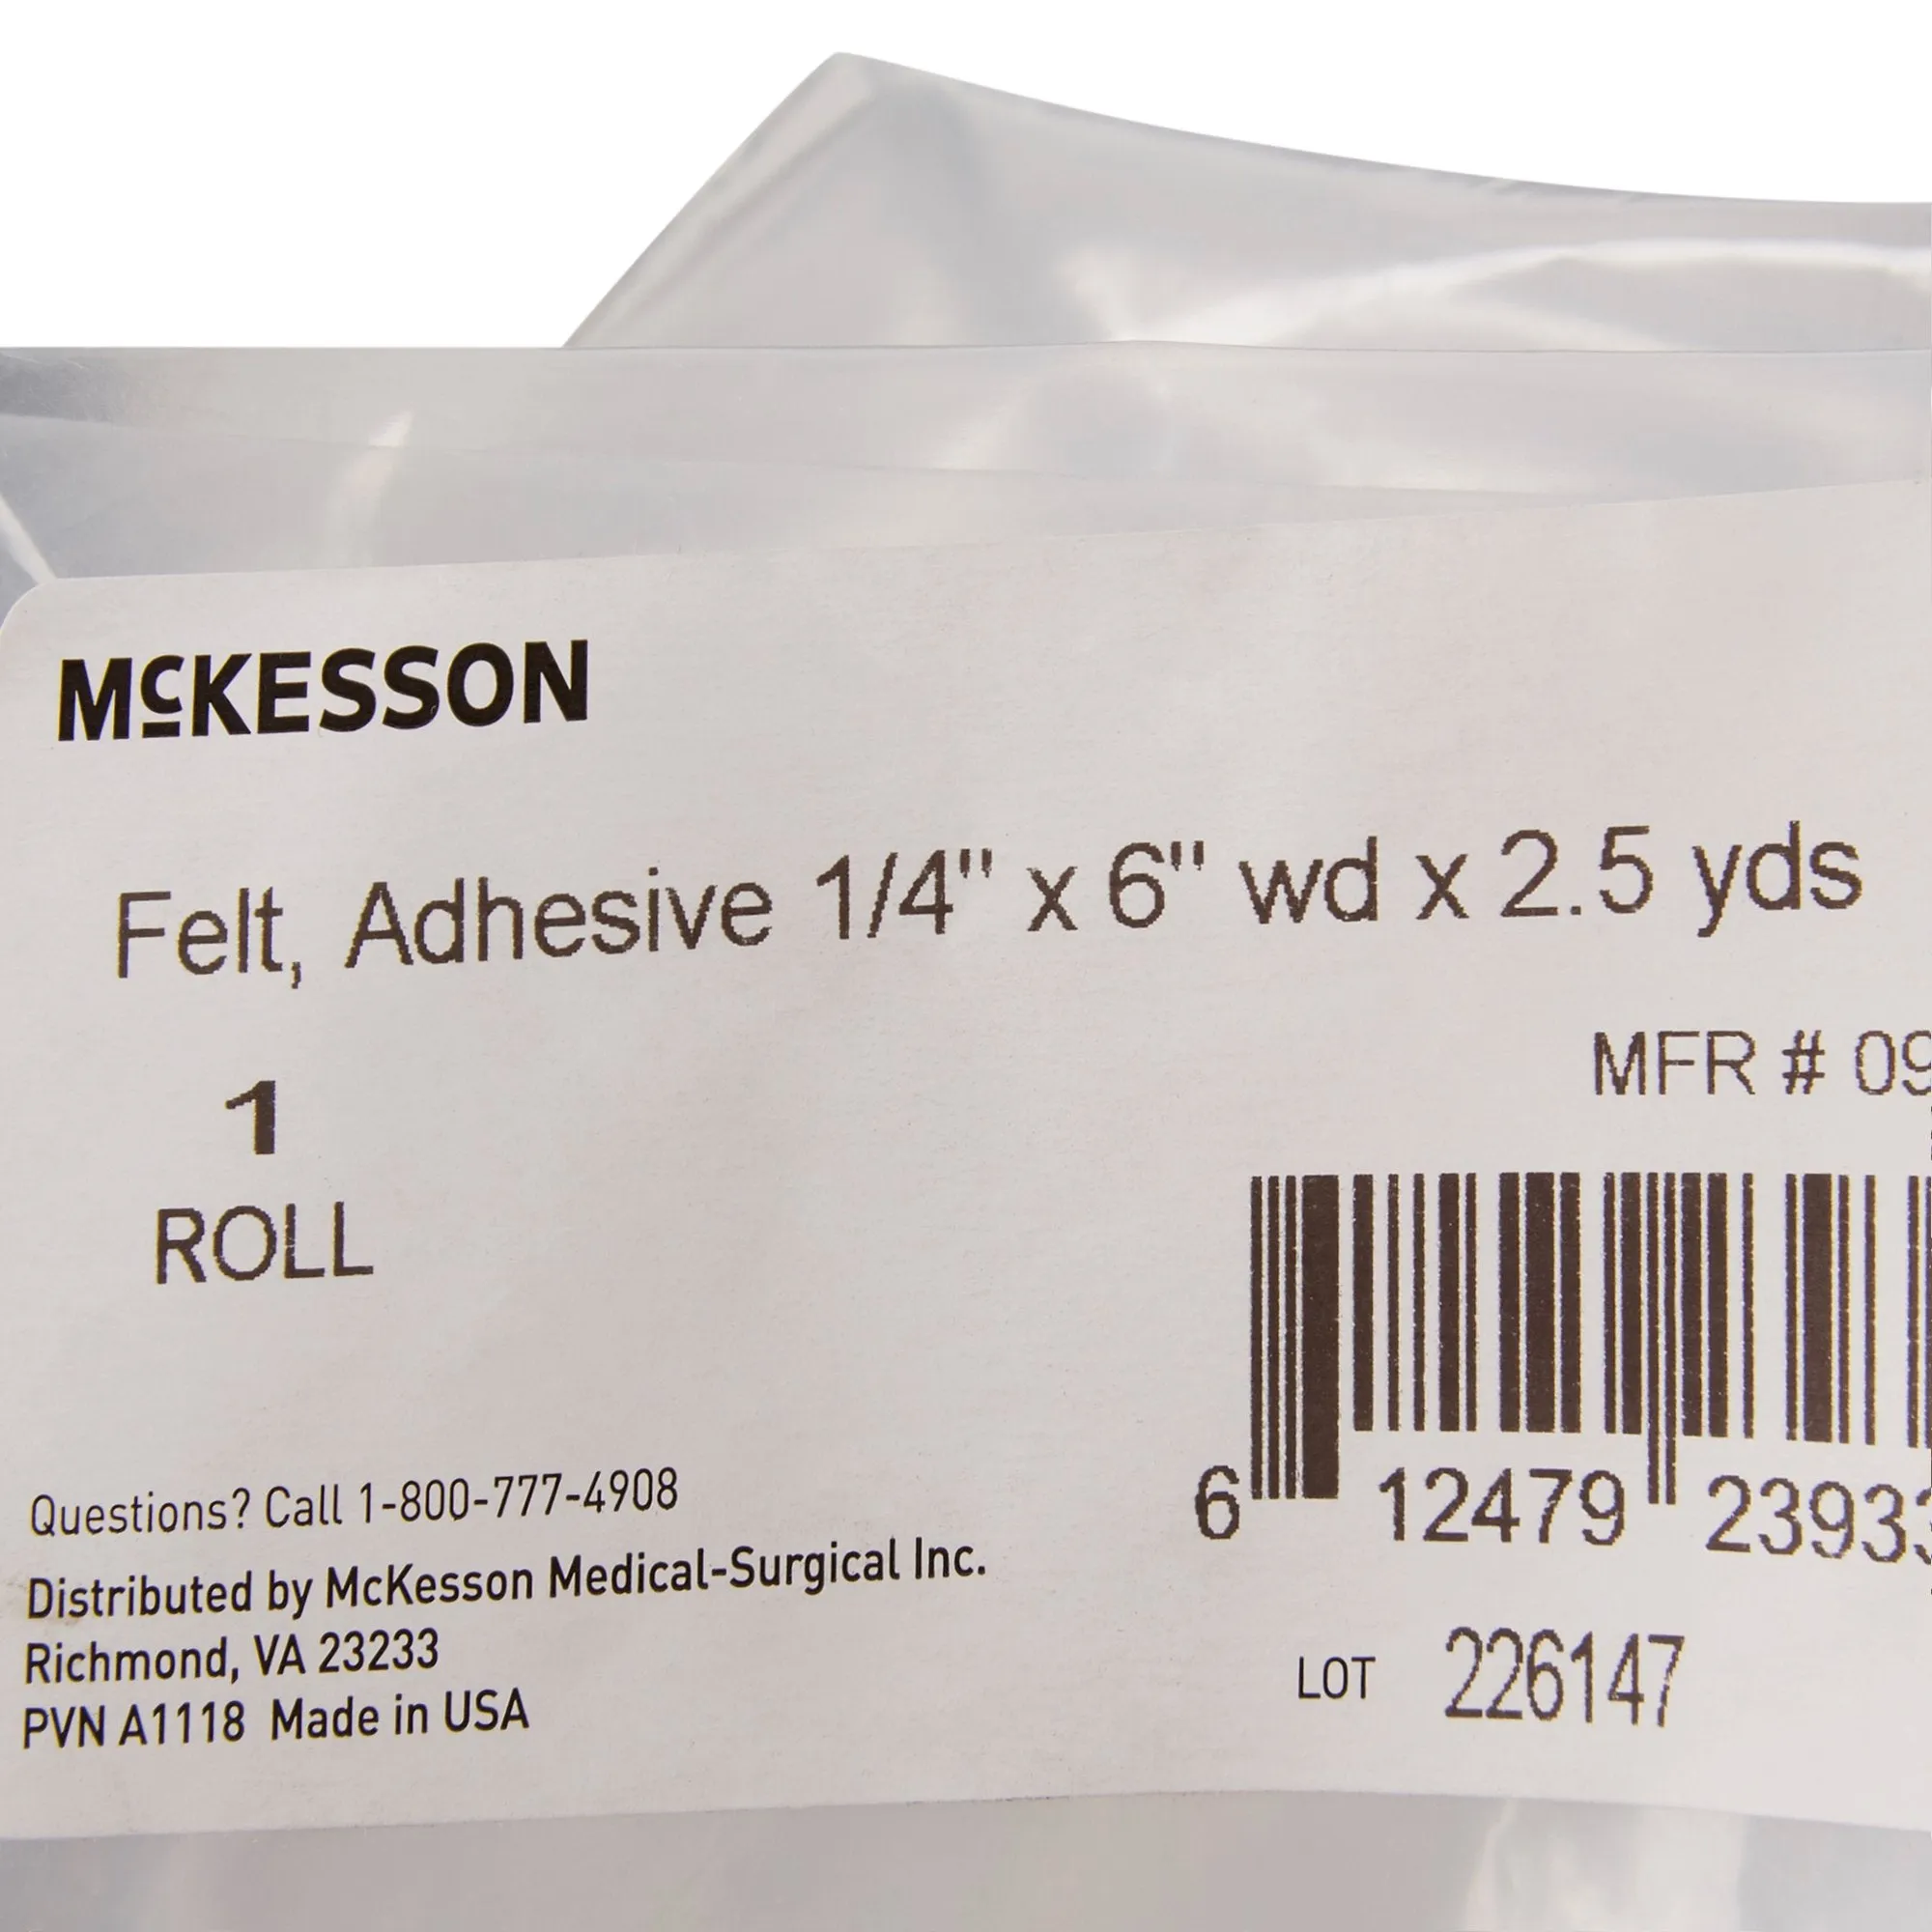 McKESSON
Felt, Adhesive 1/4" x 6" wd x 2.5 yds
1
ROLL
MFR # 09
6 12479 23933
Questions? Call 1-800-777-4908
Distributed by McKesson Medical-Surgical Inc.
Richmond, VA 23233
PVN A1118 Made in USA
LOT 226147